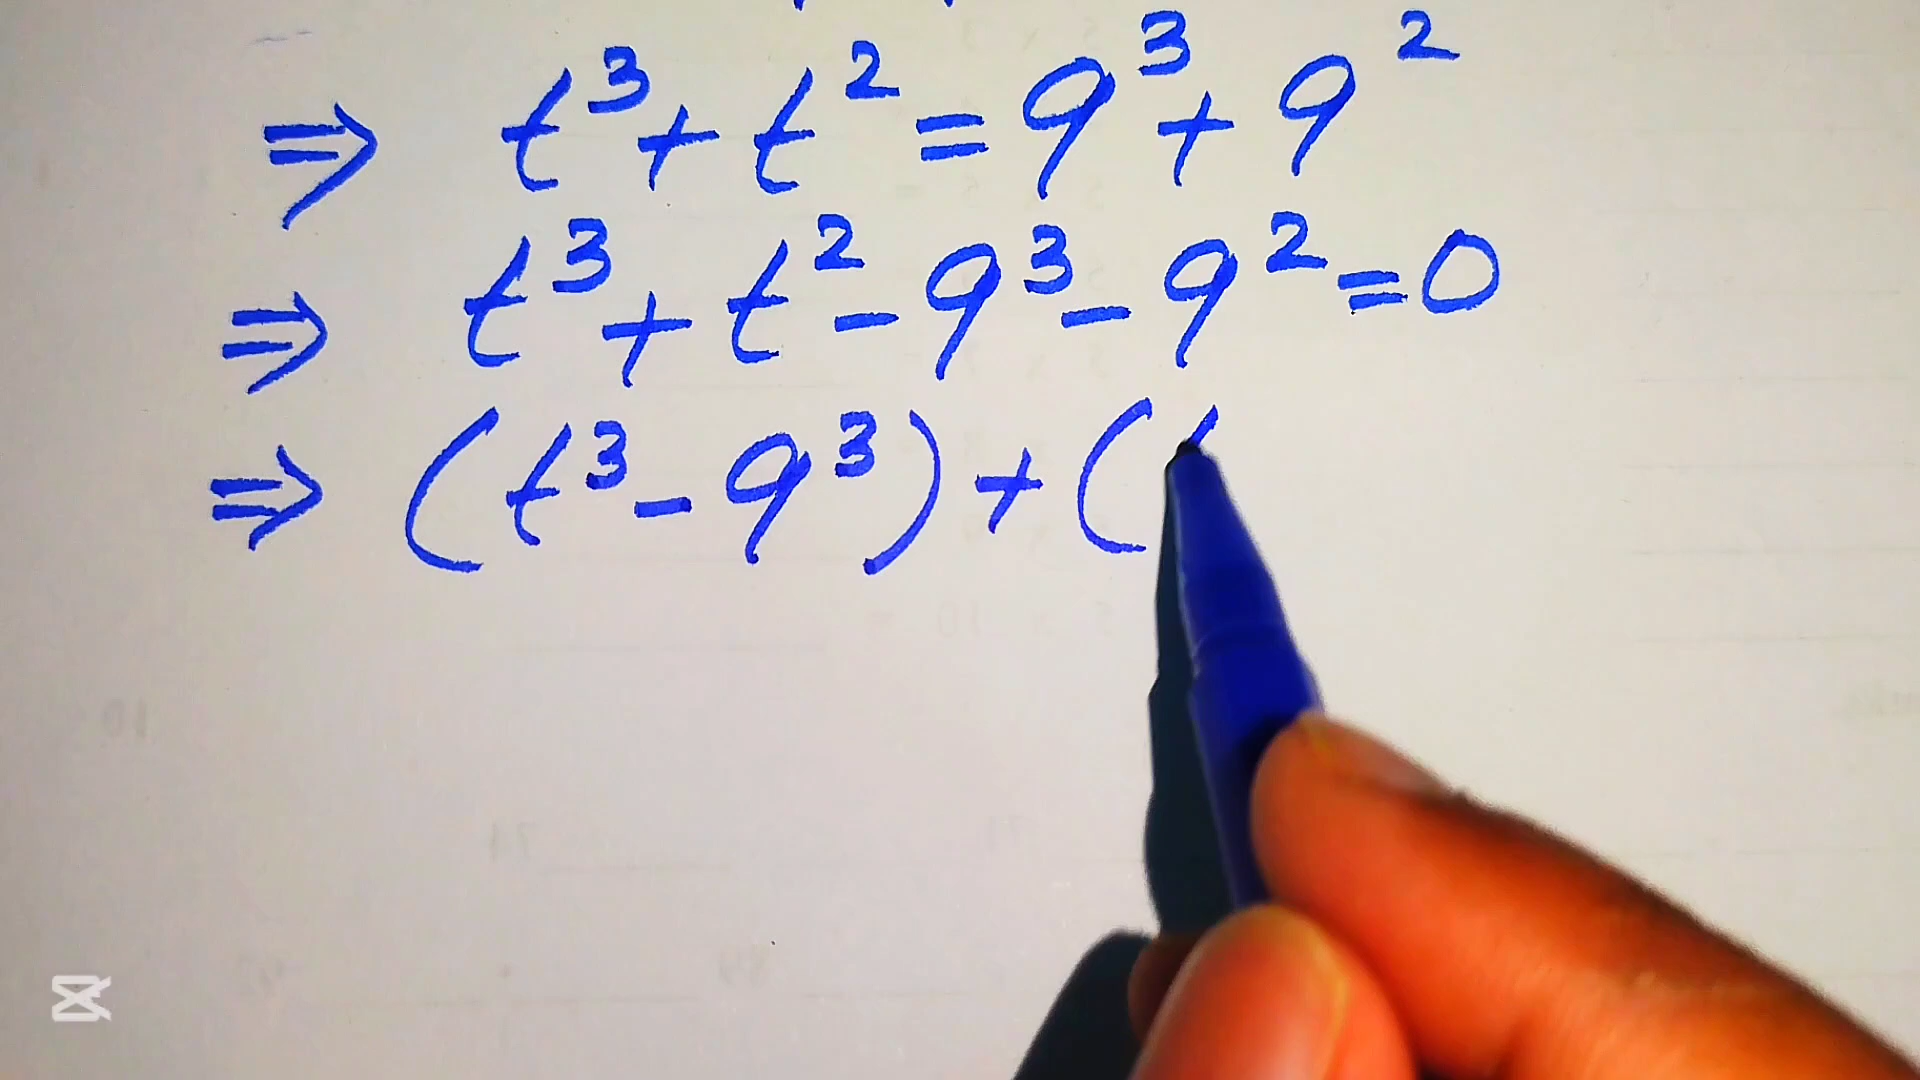 ⇒ t³ + t² = 9³ + 9²
⇒ t³ + t² - 9³ - 9² = 0
⇒ (t³ - 9³) + (